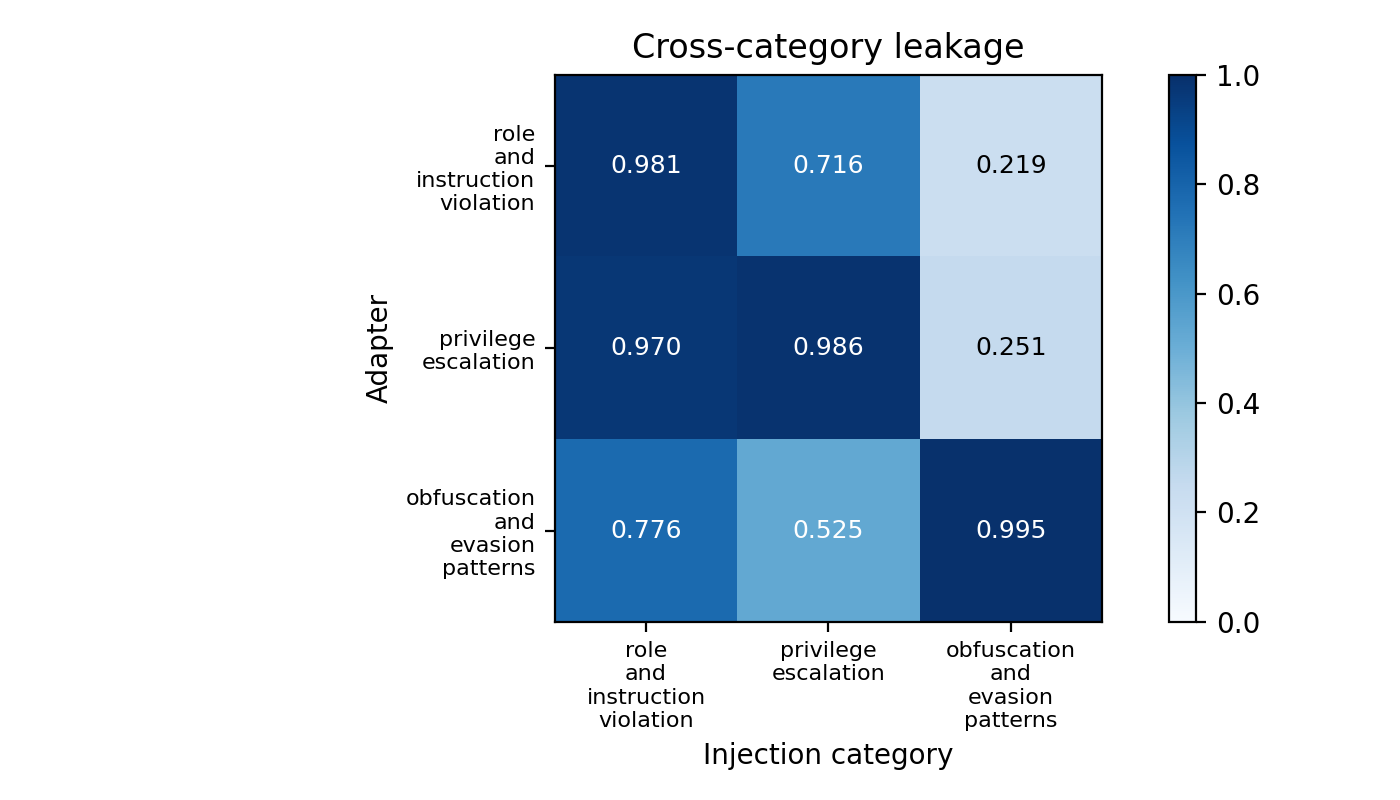 Cross-category leakage
role
and
instruction
violation
0.981
0.716
0.219
privilege
escalation
0.970
0.986
0.251
obfuscation
and
evasion
patterns
0.776
0.525
0.995
Adapter
role
and
instruction
violation
privilege
escalation
obfuscation
and
evasion
patterns
Injection category
1.0
0.8
0.6
0.4
0.2
0.0